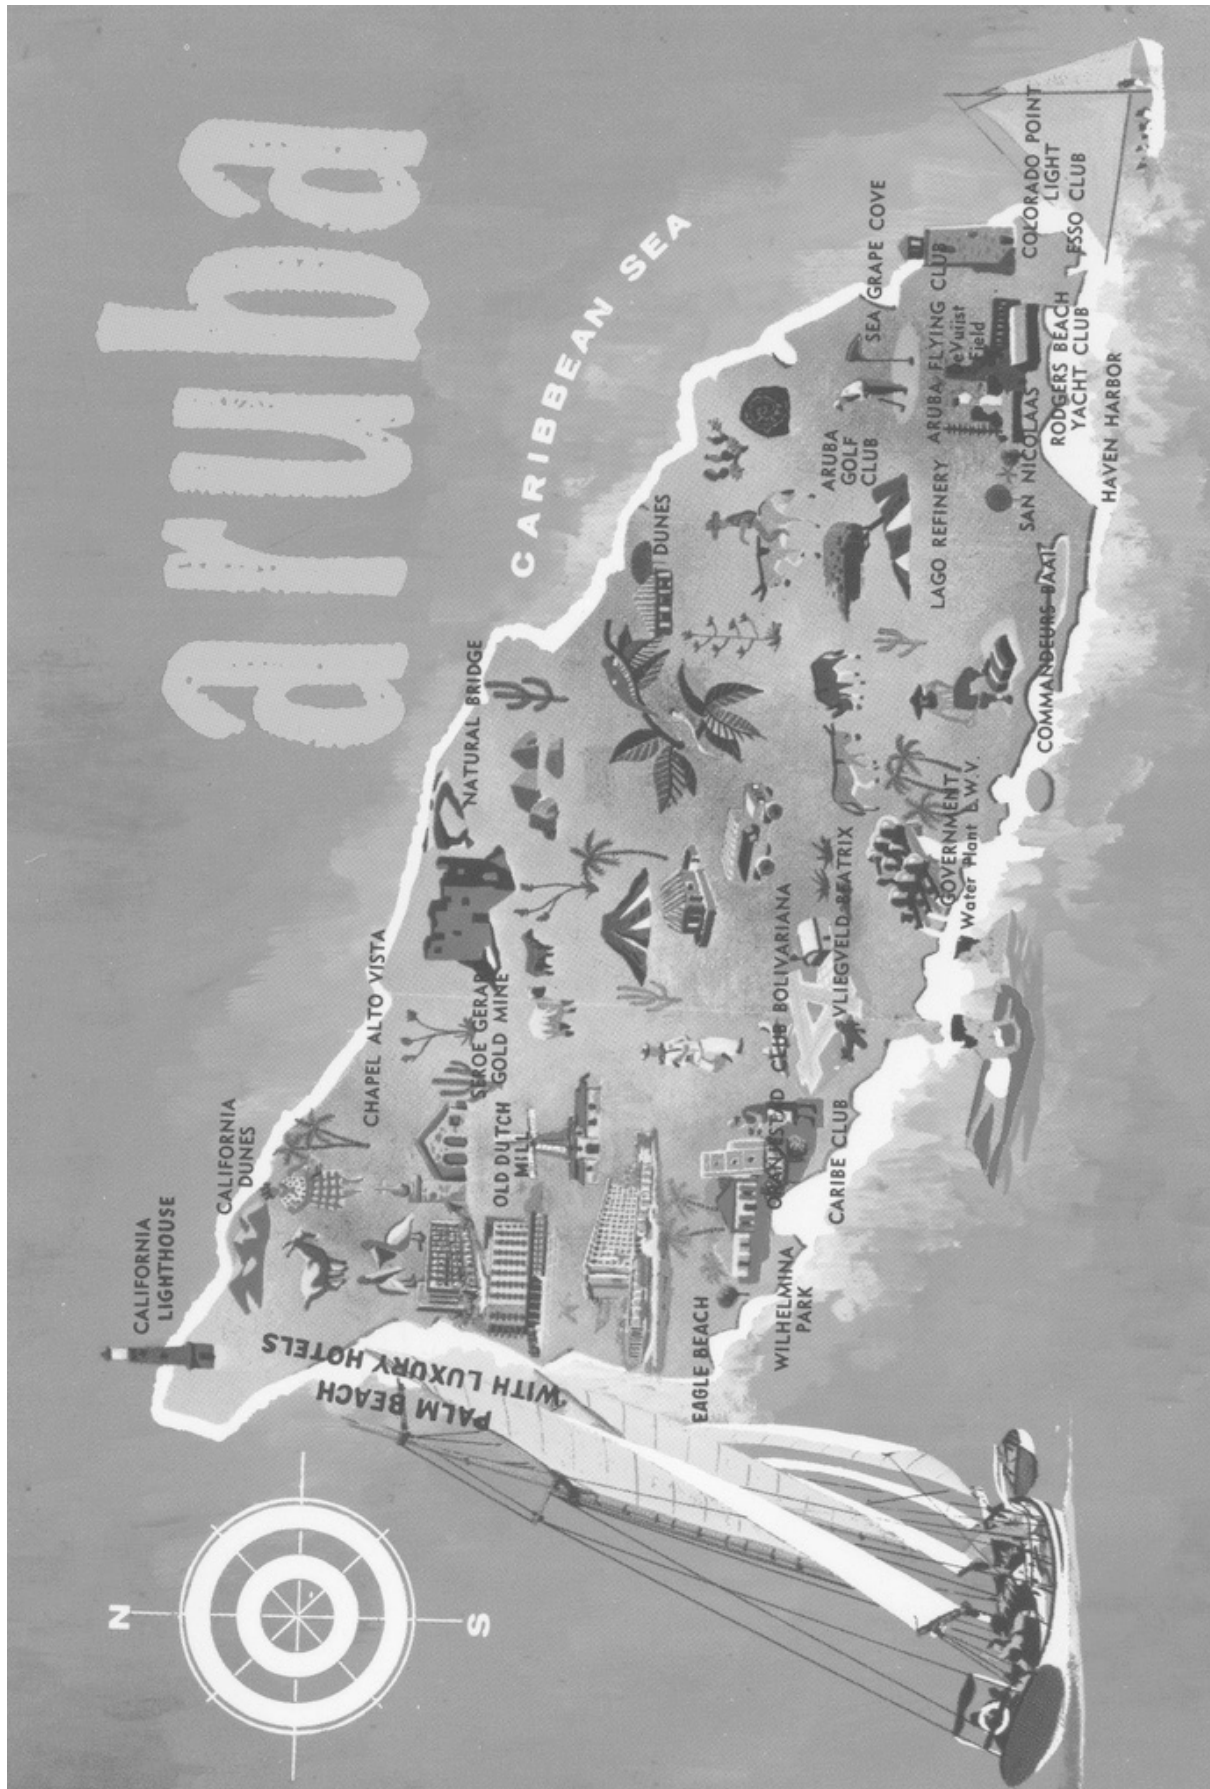 aruba
CARIBBEAN SEA
N
S
CALIFORNIA
LIGHTHOUSE
CALIFORNIA
DUNES
CHAPEL ALTO VISTA
NATURAL BRIDGE
DUNES
SEA GRAPE COVE
PALM BEACH
WITH LUXURY HOTELS
OLD DUTCH
MILL
GOLD MINE
ARUBA
GOLF
CLUB
EAGLE BEACH
WILHELMINA
PARK
CLUB BOLIVARIANA
CARIBE CLUB
VLIEGVELD BEATRIX
GOVERNMENT
Water Plant L.W.V.
COMMANDEURS BAAI
LAGO REFINERY
ARUBA FLYING CLUB
Field
SAN NICOLAAS
RODGERS BEACH
YACHT CLUB
HAVEN HARBOR
COLORADO POINT
LIGHT
ESSO CLUB